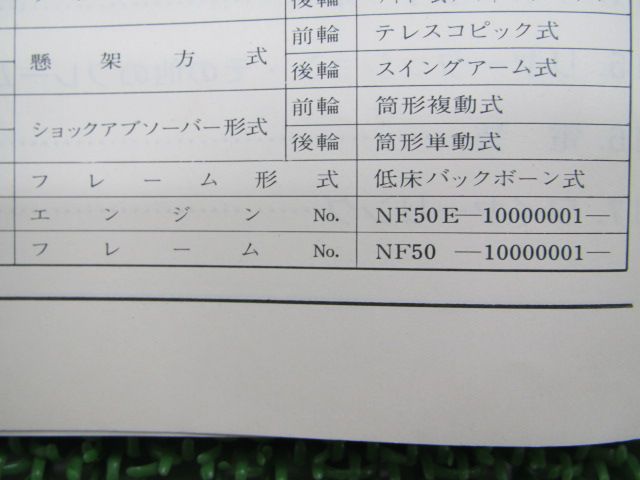 後輪
懸架方式 前輪 テレスコピック式
後輪 スイングアーム式
ショックアブソーバー形式 前輪 筒形複動式
後輪 筒形単動式
フレーム形式 低床バックボーン式
エンジン No. NF50E―10000001―
フレーム No. NF50 ―10000001―